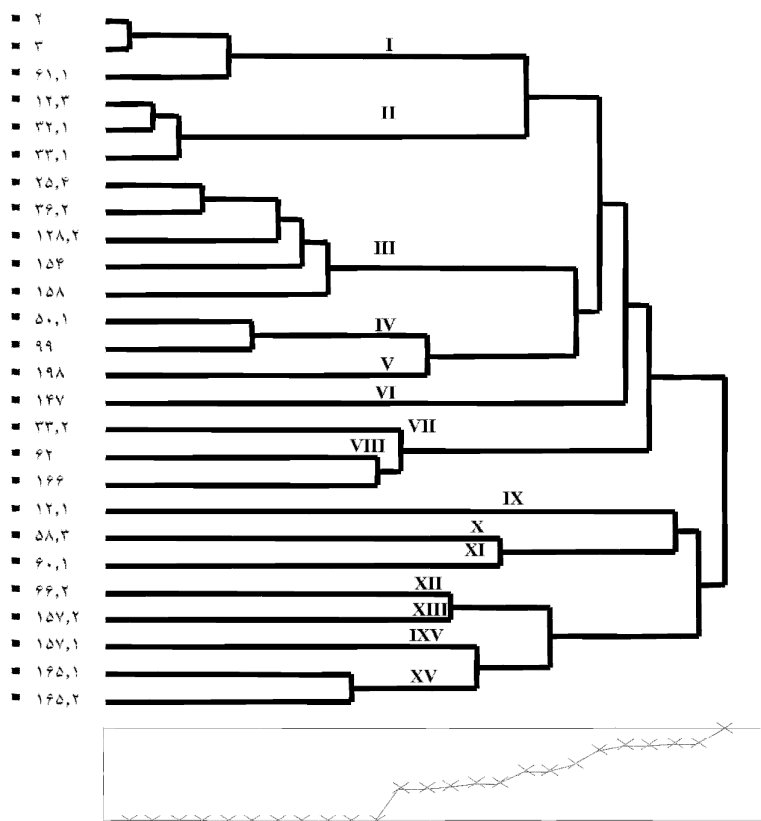 ۲
۳
۶۱,۱
۱۲,۳
۳۲,۱
۳۳,۱
۲۵,۴
۳۶,۲
۱۲۸,۲
۱۵۴
۱۵۸
۵۰,۱
۹۹
۱۹۸
۱۴۷
۳۳,۲
۶۲
۱۶۶
۱۲,۱
۵۸,۳
۶۰,۱
۶۶,۲
۱۵۷,۲
۱۵۷,۱
۱۶۵,۱
۱۶۵,۲
I
II
III
IV
V
VI
VII
VIII
IX
X
XI
XII
XIII
IXV
XV